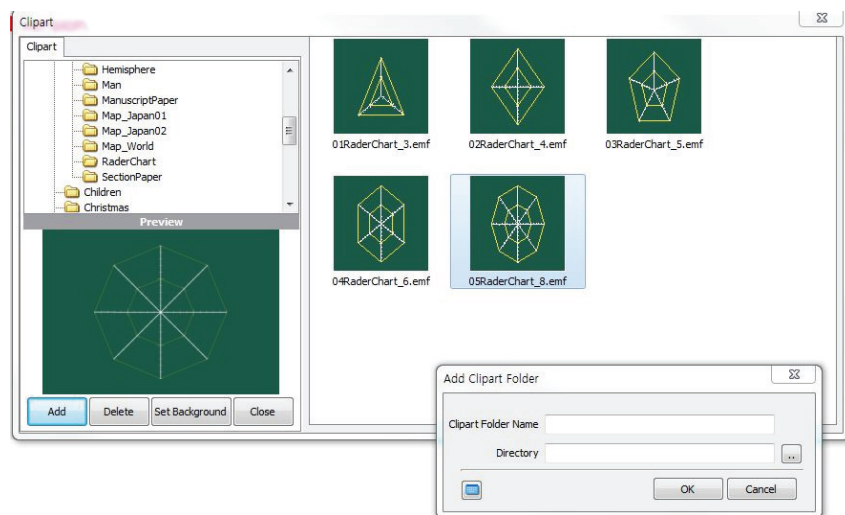 Clipart
Clipart
Hemisphere
Man
ManuscriptPaper
Map_Japan01
Map_Japan02
Map_World
RaderChart
SectionPaper
Children
Christmas
Preview
Add Delete Set Background Close
01RaderChart_3.emf 02RaderChart_4.emf 03RaderChart_5.emf
04RaderChart_6.emf 05RaderChart_8.emf
Add Clipart Folder
Clipart Folder Name
Directory ..
OK Cancel